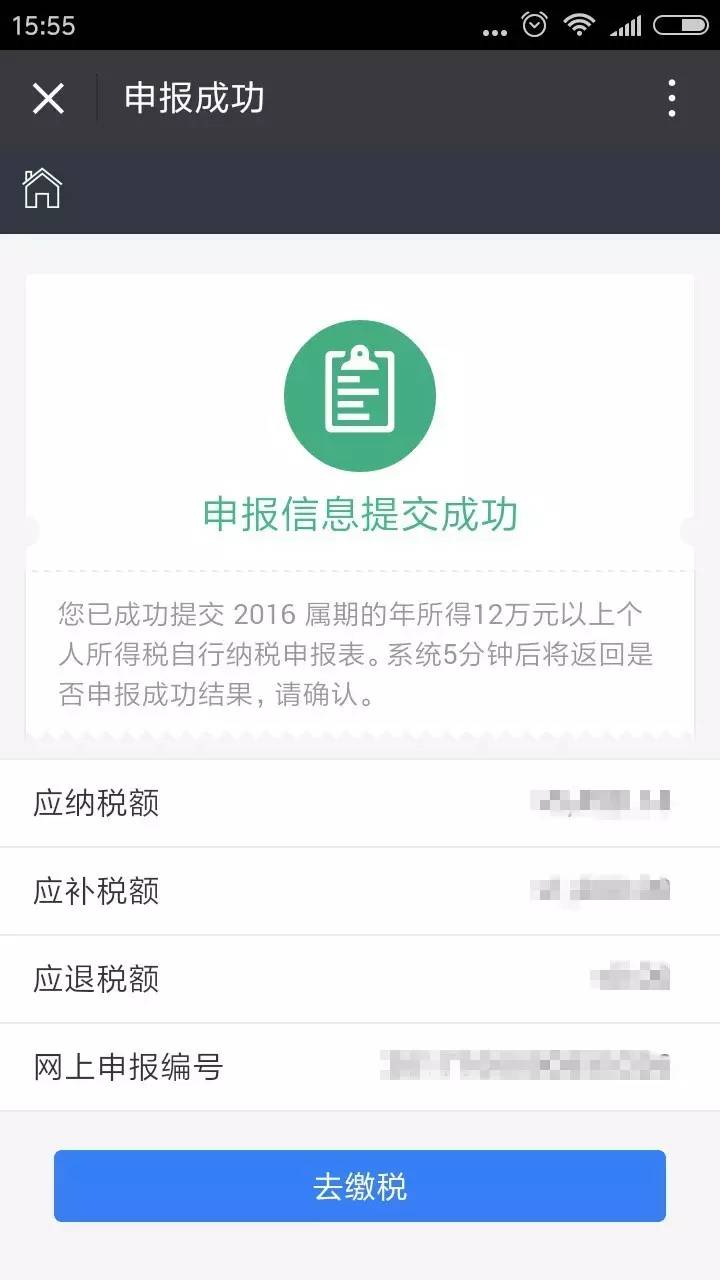 15:55
申报成功
申报信息提交成功
您已成功提交 2016 属期的年所得12万元以上个
人所得税自行纳税申报表。系统5分钟后将返回是
否申报成功结果，请确认。
应纳税额
应补税额
应退税额
网上申报编号
去缴税